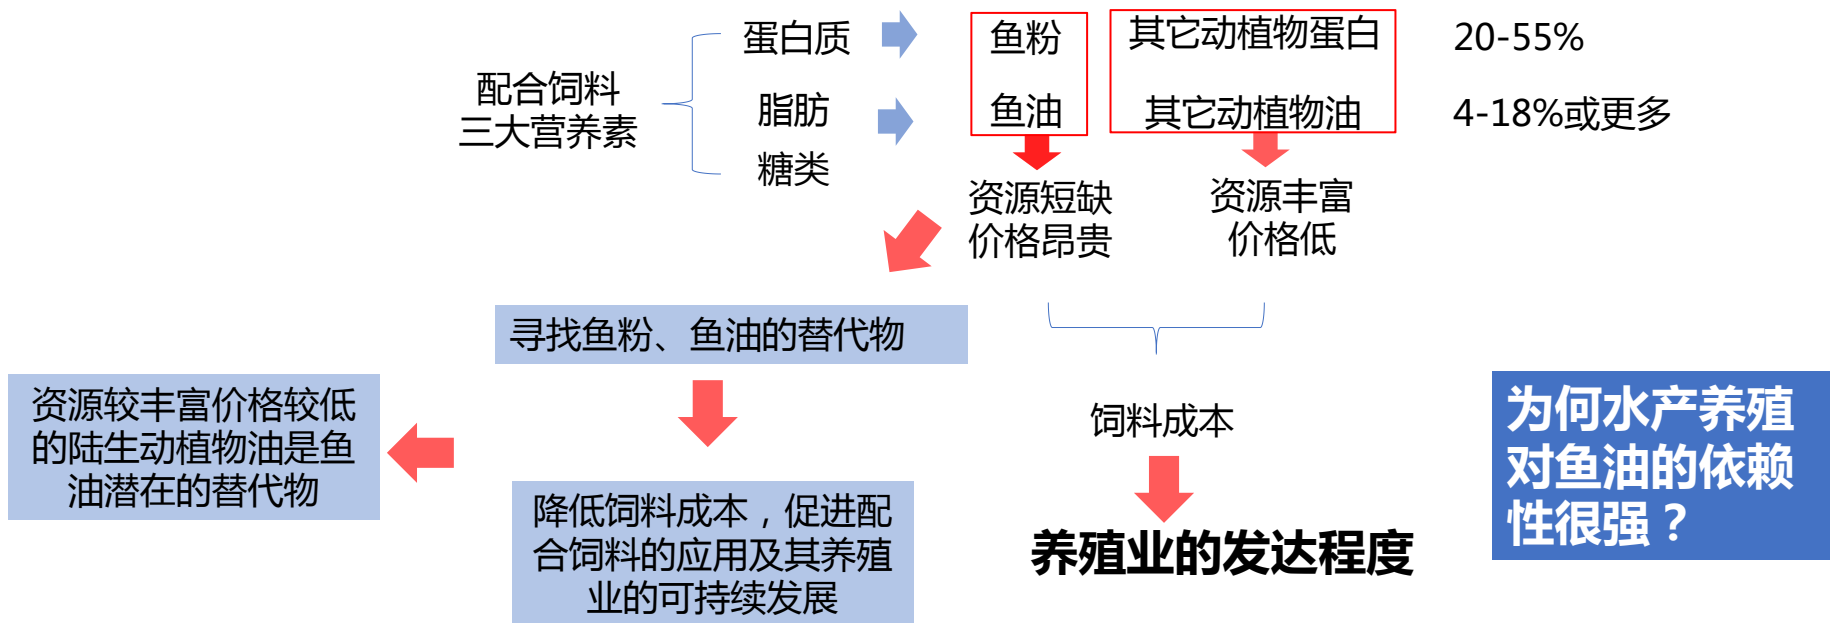 蛋白质
鱼粉
其它动植物蛋白
20-55%
配合饲料
三大营养素
脂肪
鱼油
其它动植物油
4-18%或更多
糖类
资源短缺
价格昂贵
资源丰富
价格低
寻找鱼粉、鱼油的替代物
资源较丰富价格较低
的陆生动植物油是鱼
油潜在的替代物
饲料成本
为何水产养殖
对鱼油的依赖
性很强？
降低饲料成本，促进配
合饲料的应用及其养殖
业的可持续发展
养殖业的发达程度